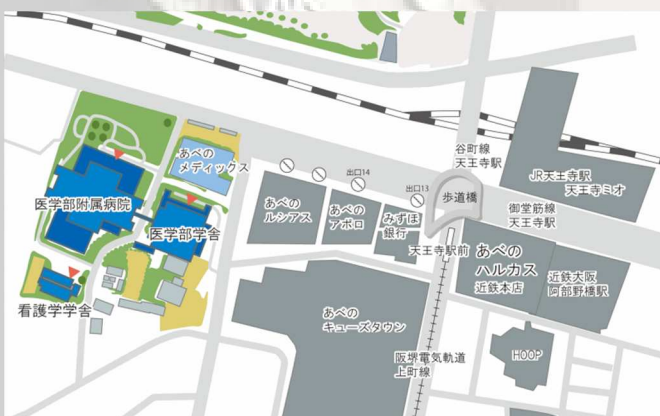 谷町線
天王寺駅
あべの
メディックス
出口14
JR天王寺駅
天王寺ミオ
出口13
歩道橋
医学部附属病院
あべの
ルシアス
あべの
アポロ
みずほ
銀行
御堂筋線
天王寺駅
医学部学舎
天王寺駅前
あべの
ハルカス
近鉄本店
近鉄大阪
阿部野橋駅
看護学学舎
あべの
キューズタウン
阪堺電気軌道
上町線
HOOP